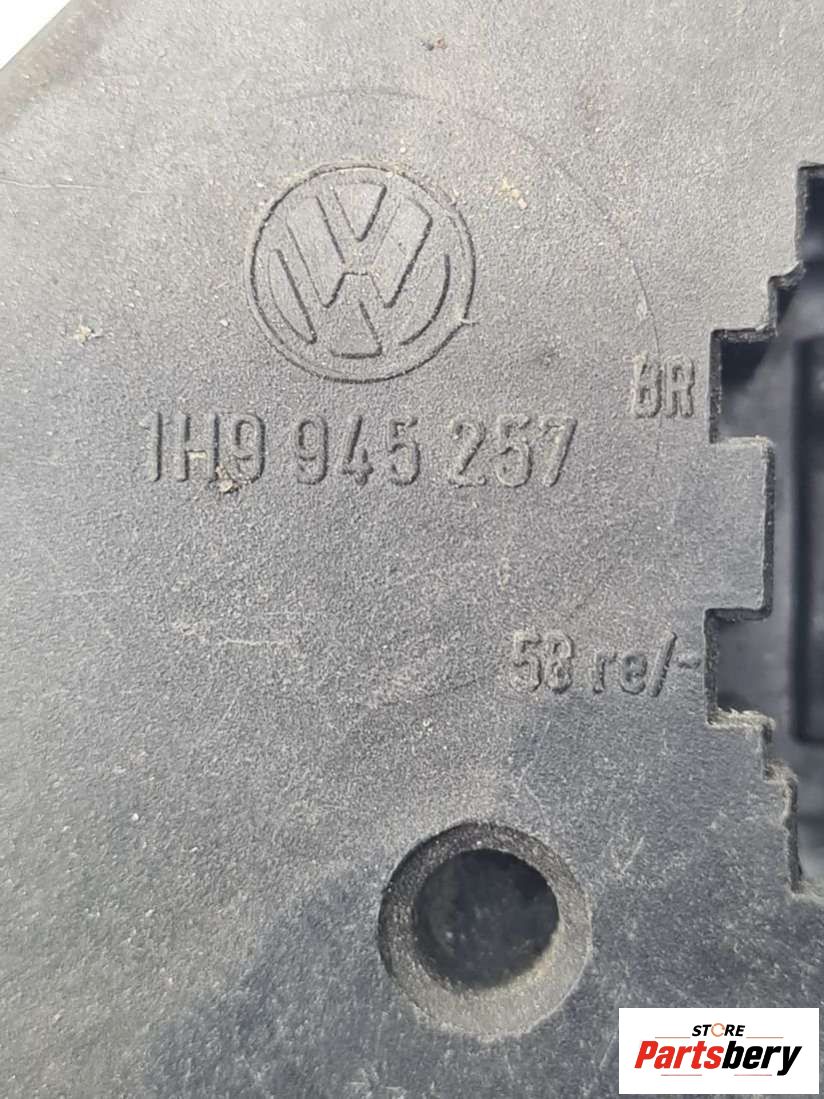 BR
1H9 945 257
58 re/-
STORE
Partsbery